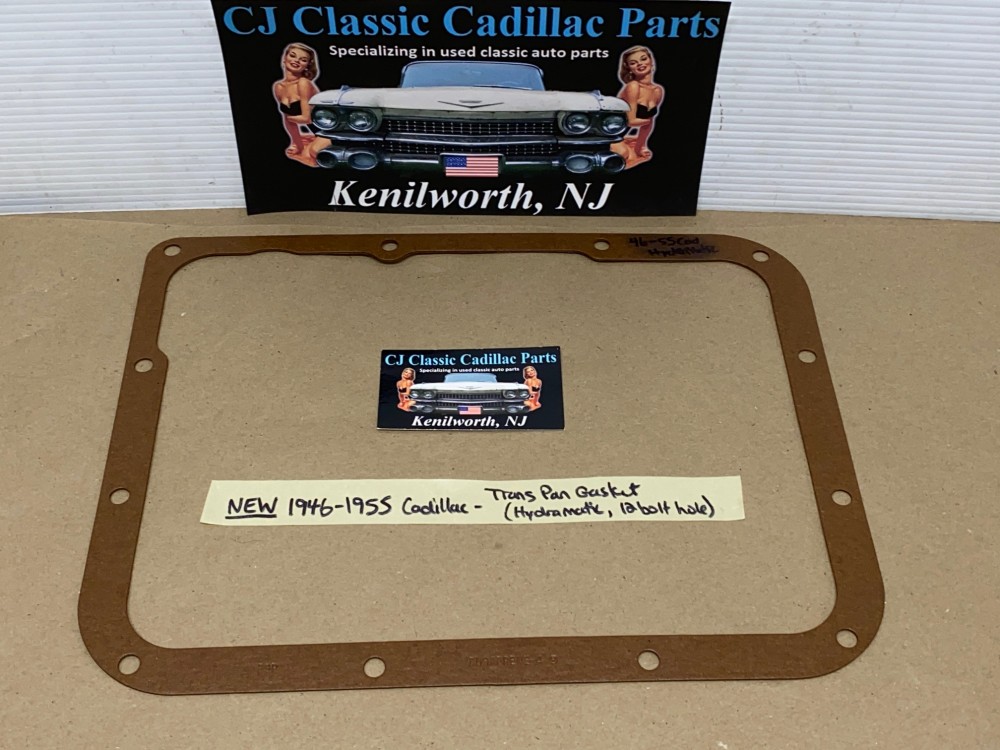 CJ Classic Cadillac Parts
Specializing in used classic auto parts
Kenilworth, NJ
46-55 Cad
CJ Classic Cadillac Parts
Specializing in used classic auto parts
Kenilworth, NJ
NEW 1946-1955 Cadillac - Trans Pan Gasket
(Hydramatic, 12 bolt hole)